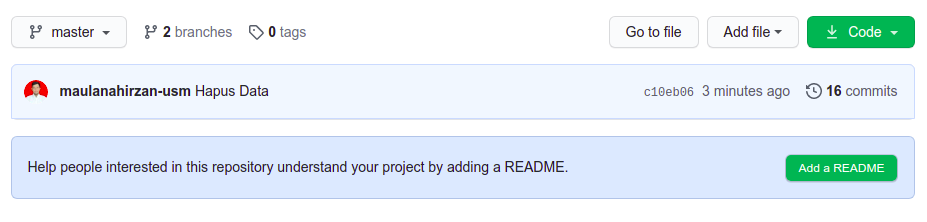 master 2 branches 0 tags Go to file Add file Code
maulanahirzan-usm Hapus Data c10eb06 3 minutes ago 16 commits
Help people interested in this repository understand your project by adding a README. Add a README